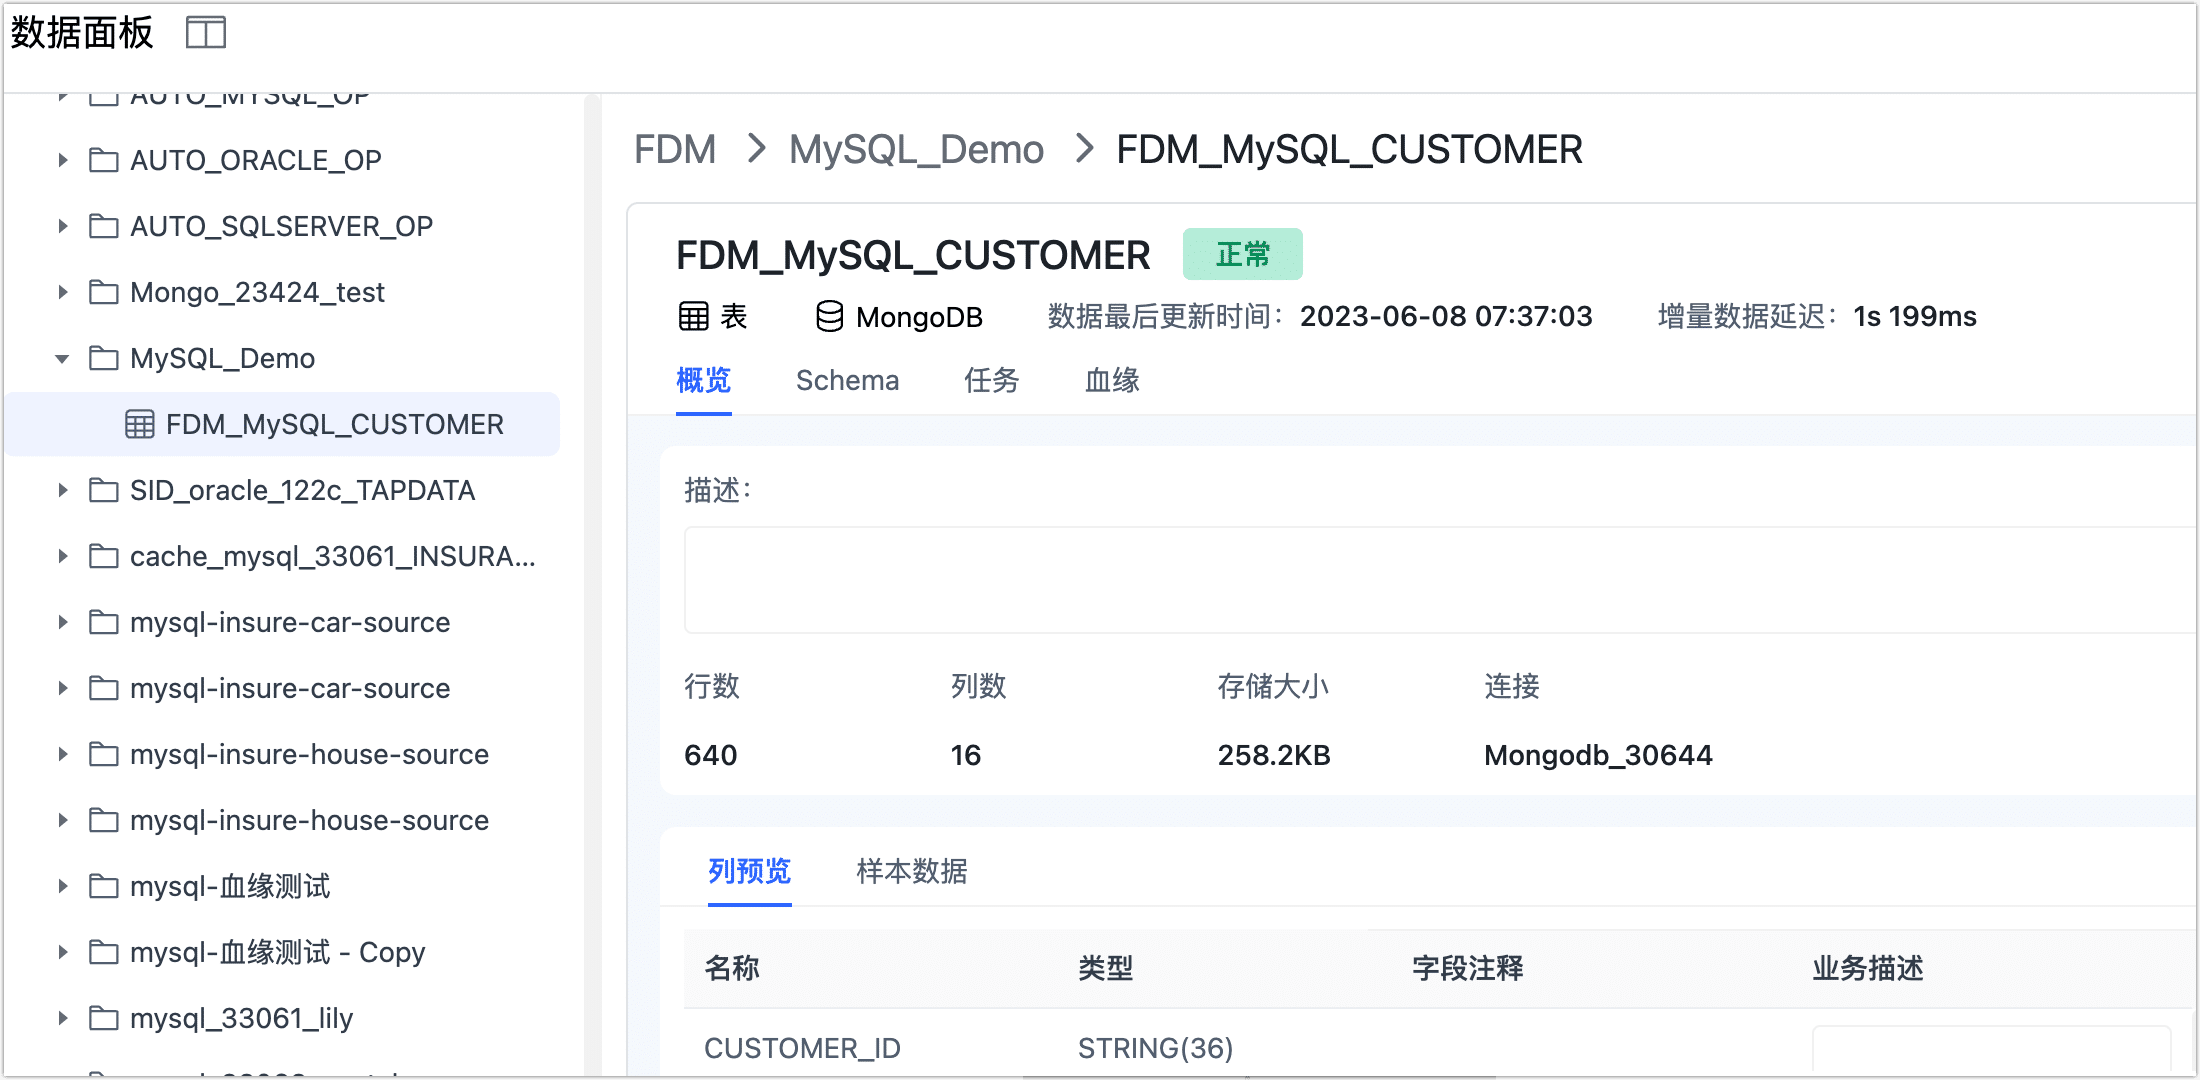 数据面板
AUTO_MYSQL_OP
AUTO_ORACLE_OP
AUTO_SQLSERVER_OP
Mongo_23424_test
MySQL_Demo
FDM_MySQL_CUSTOMER
SID_oracle_122c_TAPDATA
cache_mysql_33061_INSURA...
mysql-insure-car-source
mysql-insure-car-source
mysql-insure-house-source
mysql-insure-house-source
mysql-血缘测试
mysql-血缘测试 - Copy
mysql_33061_lily
FDM > MySQL_Demo > FDM_MySQL_CUSTOMER
FDM_MySQL_CUSTOMER 正常
表 MongoDB 数据最后更新时间: 2023-06-08 07:37:03 增量数据延迟: 1s 199ms
概览 Schema 任务 血缘
描述:
行数 列数 存储大小 连接
640 16 258.2KB Mongodb_30644
列预览 样本数据
名称 类型 字段注释 业务描述
CUSTOMER_ID STRING(36)